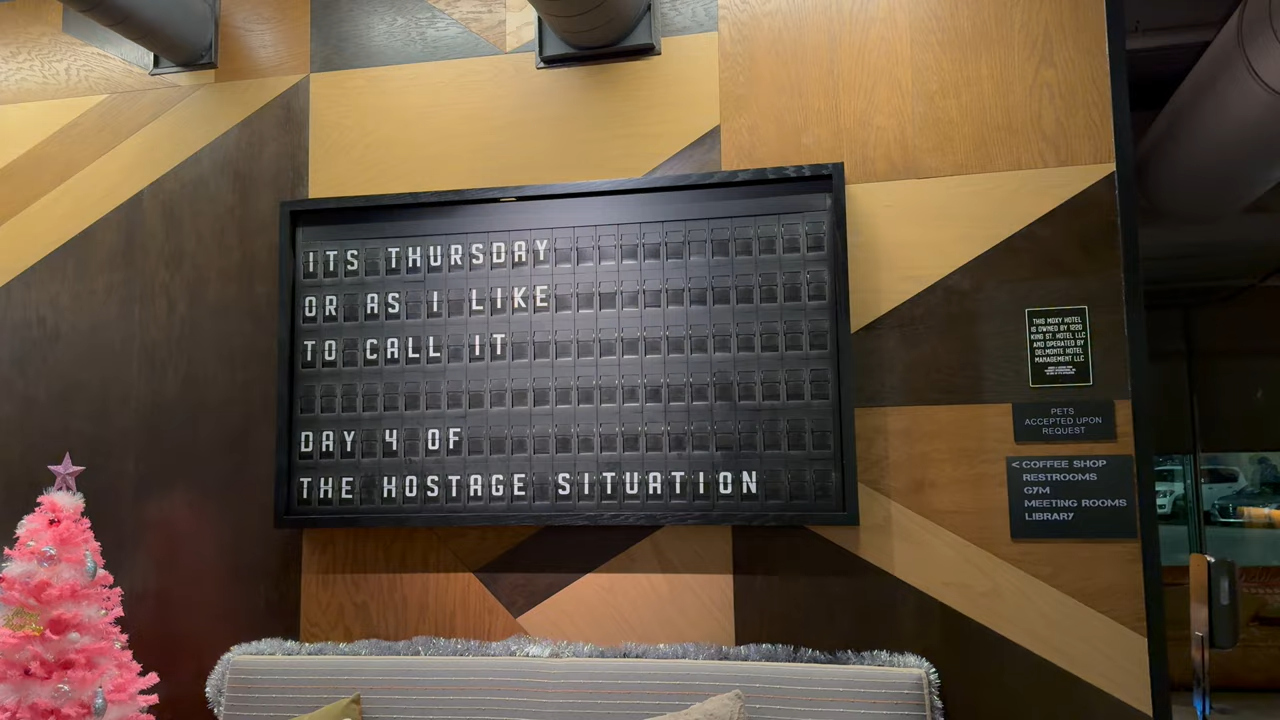 ITS THURSDAY
OR AS I LIKE
TO CALL IT
DAY 4 OF
THE HOSTAGE SITUATION
THIS MOXY HOTEL
IS OWNED BY 1220
KING ST. HOTEL LLC
AND OPERATED BY
DELMONTE HOTEL
MANAGEMENT LLC
PETS
ACCEPTED UPON
REQUEST
< COFFEE SHOP
RESTROOMS
GYM
MEETING ROOMS
LIBRARY